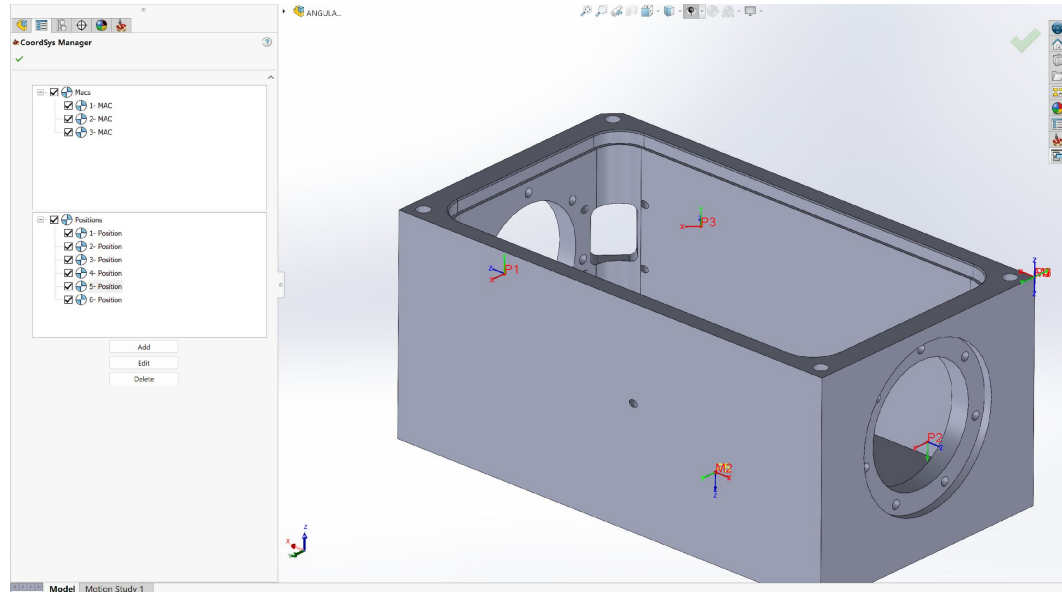 ANGULA...
CoordSys Manager
Macs
1- MAC
2- MAC
3- MAC
Positions
1- Position
2- Position
3- Position
4- Position
5- Position
6- Position
Add
Edit
Delete
P3
x
z
P1
x
P2
z
M2
x
z
z
z
x
z
Model Motion Study 1